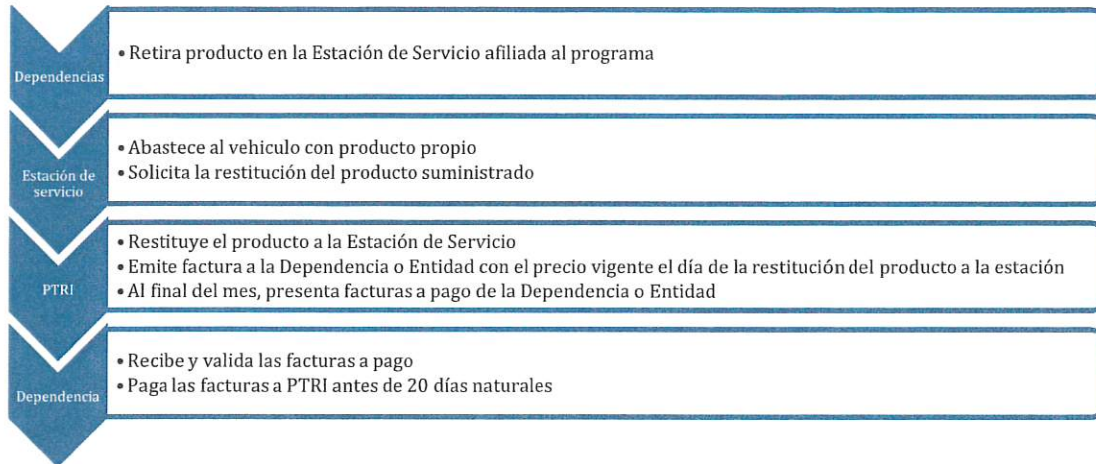 Dependencias
• Retira producto en la Estación de Servicio afiliada al programa
Estación de
servicio
• Abastece al vehiculo con producto propio
• Solicita la restitución del producto suministrado
PTRI
• Restituye el producto a la Estación de Servicio
• Emite factura a la Dependencia o Entidad con el precio vigente el día de la restitución del producto a la estación
• Al final del mes, presenta facturas a pago de la Dependencia o Entidad
Dependencia
• Recibe y valida las facturas a pago
• Paga las facturas a PTRI antes de 20 días naturales